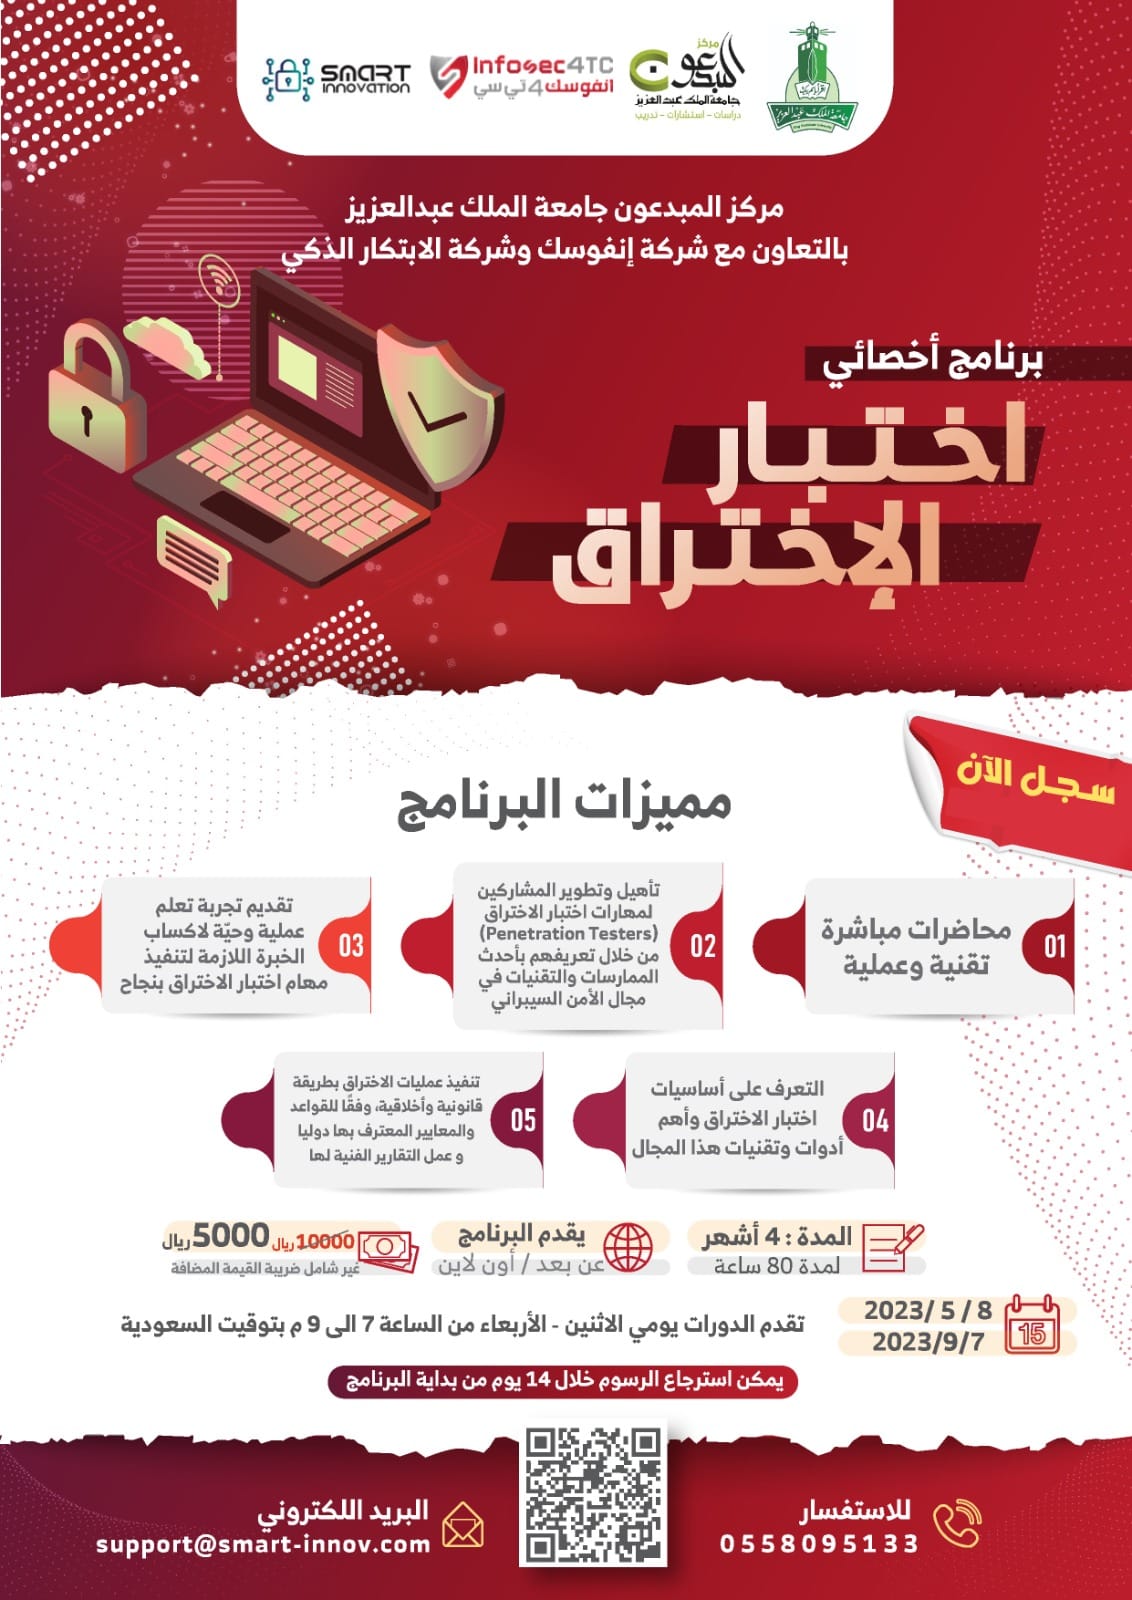 SMART
INNOVATION
Infosec4TC
انفوسك4تي سي
مركز
المبدعون
جامعة الملك عبدالعزيز
دراسات - استشارات - تدريب
جامعة الملك عبدالعزيز
مركز المبدعون جامعة الملك عبدالعزيز
بالتعاون مع شركة إنفوسك وشركة الابتكار الذكي
برنامج أخصائي
اختبار
الإختراق
سجل الآن
مميزات البرنامج
01
محاضرات مباشرة
تقنية وعملية
02
تأهيل وتطوير المشاركين
لمهارات اختبار الاختراق
(Penetration Testers)
من خلال تعريفهم بأحدث
الممارسات والتقنيات في
مجال الأمن السيبراني
03
تقديم تجربة تعلم
عملية وحيّة لاكساب
الخبرة اللازمة لتنفيذ
مهام اختبار الاختراق بنجاح
04
التعرف على أساسيات
اختبار الاختراق وأهم
أدوات وتقنيات هذا المجال
05
تنفيذ عمليات الاختراق بطريقة
قانونية وأخلاقية، وفقًا للقواعد
والمعايير المعترف بها دوليا
و عمل التقارير الفنية لها
المدة : 4 أشهر
لمدة 80 ساعة
يقدم البرنامج
عن بعد / أون لاين
10000 ريال 5000 ريال
غير شامل ضريبة القيمة المضافة
15
2023/ 5 / 8
2023/9/7
تقدم الدورات يومي الاثنين - الأربعاء من الساعة 7 الى 9 م بتوقيت السعودية
يمكن استرجاع الرسوم خلال 14 يوم من بداية البرنامج
للاستفسار
0558095133
البريد اللكتروني
support@smart-innov.com